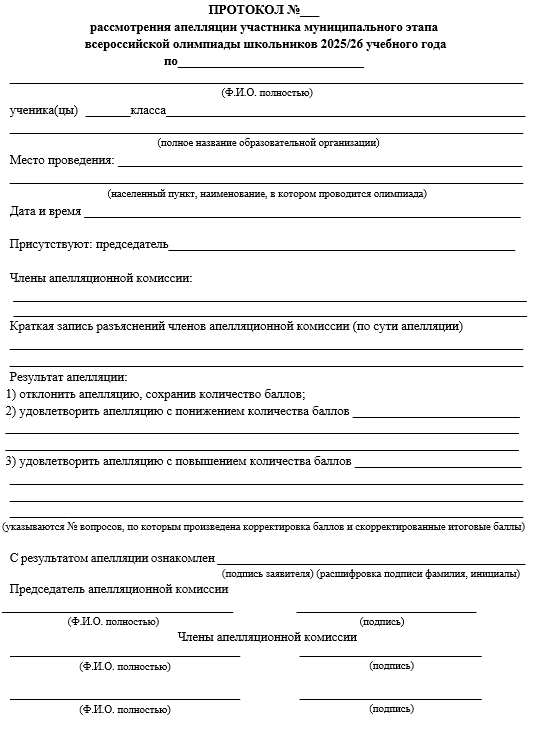 ПРОТОКОЛ №___
рассмотрения апелляции участника муниципального этапа
всероссийской олимпиады школьников 2025/26 учебного года
по______________________________
(Ф.И.О. полностью)
ученика(цы) _______класса____________________
(полное название образовательной организации)
Место проведения: ____________________
(населенный пункт, наименование, в котором проводится олимпиада)
Дата и время ____________________
Присутствуют: председатель____________________
Члены апелляционной комиссии:
Краткая запись разъяснений членов апелляционной комиссии (по сути апелляции)
Результат апелляции:
1) отклонить апелляцию, сохранив количество баллов;
2) удовлетворить апелляцию с понижением количества баллов ____________________
3) удовлетворить апелляцию с повышением количества баллов ____________________
(указываются № вопросов, по которым произведена корректировка баллов и скорректированные итоговые баллы)
С результатом апелляции ознакомлен ____________________
(подпись заявителя) (расшифровка подписи фамилия, инициалы)
Председатель апелляционной комиссии
(Ф.И.О. полностью) (подпись)
Члены апелляционной комиссии
(Ф.И.О. полностью) (подпись)
(Ф.И.О. полностью) (подпись)